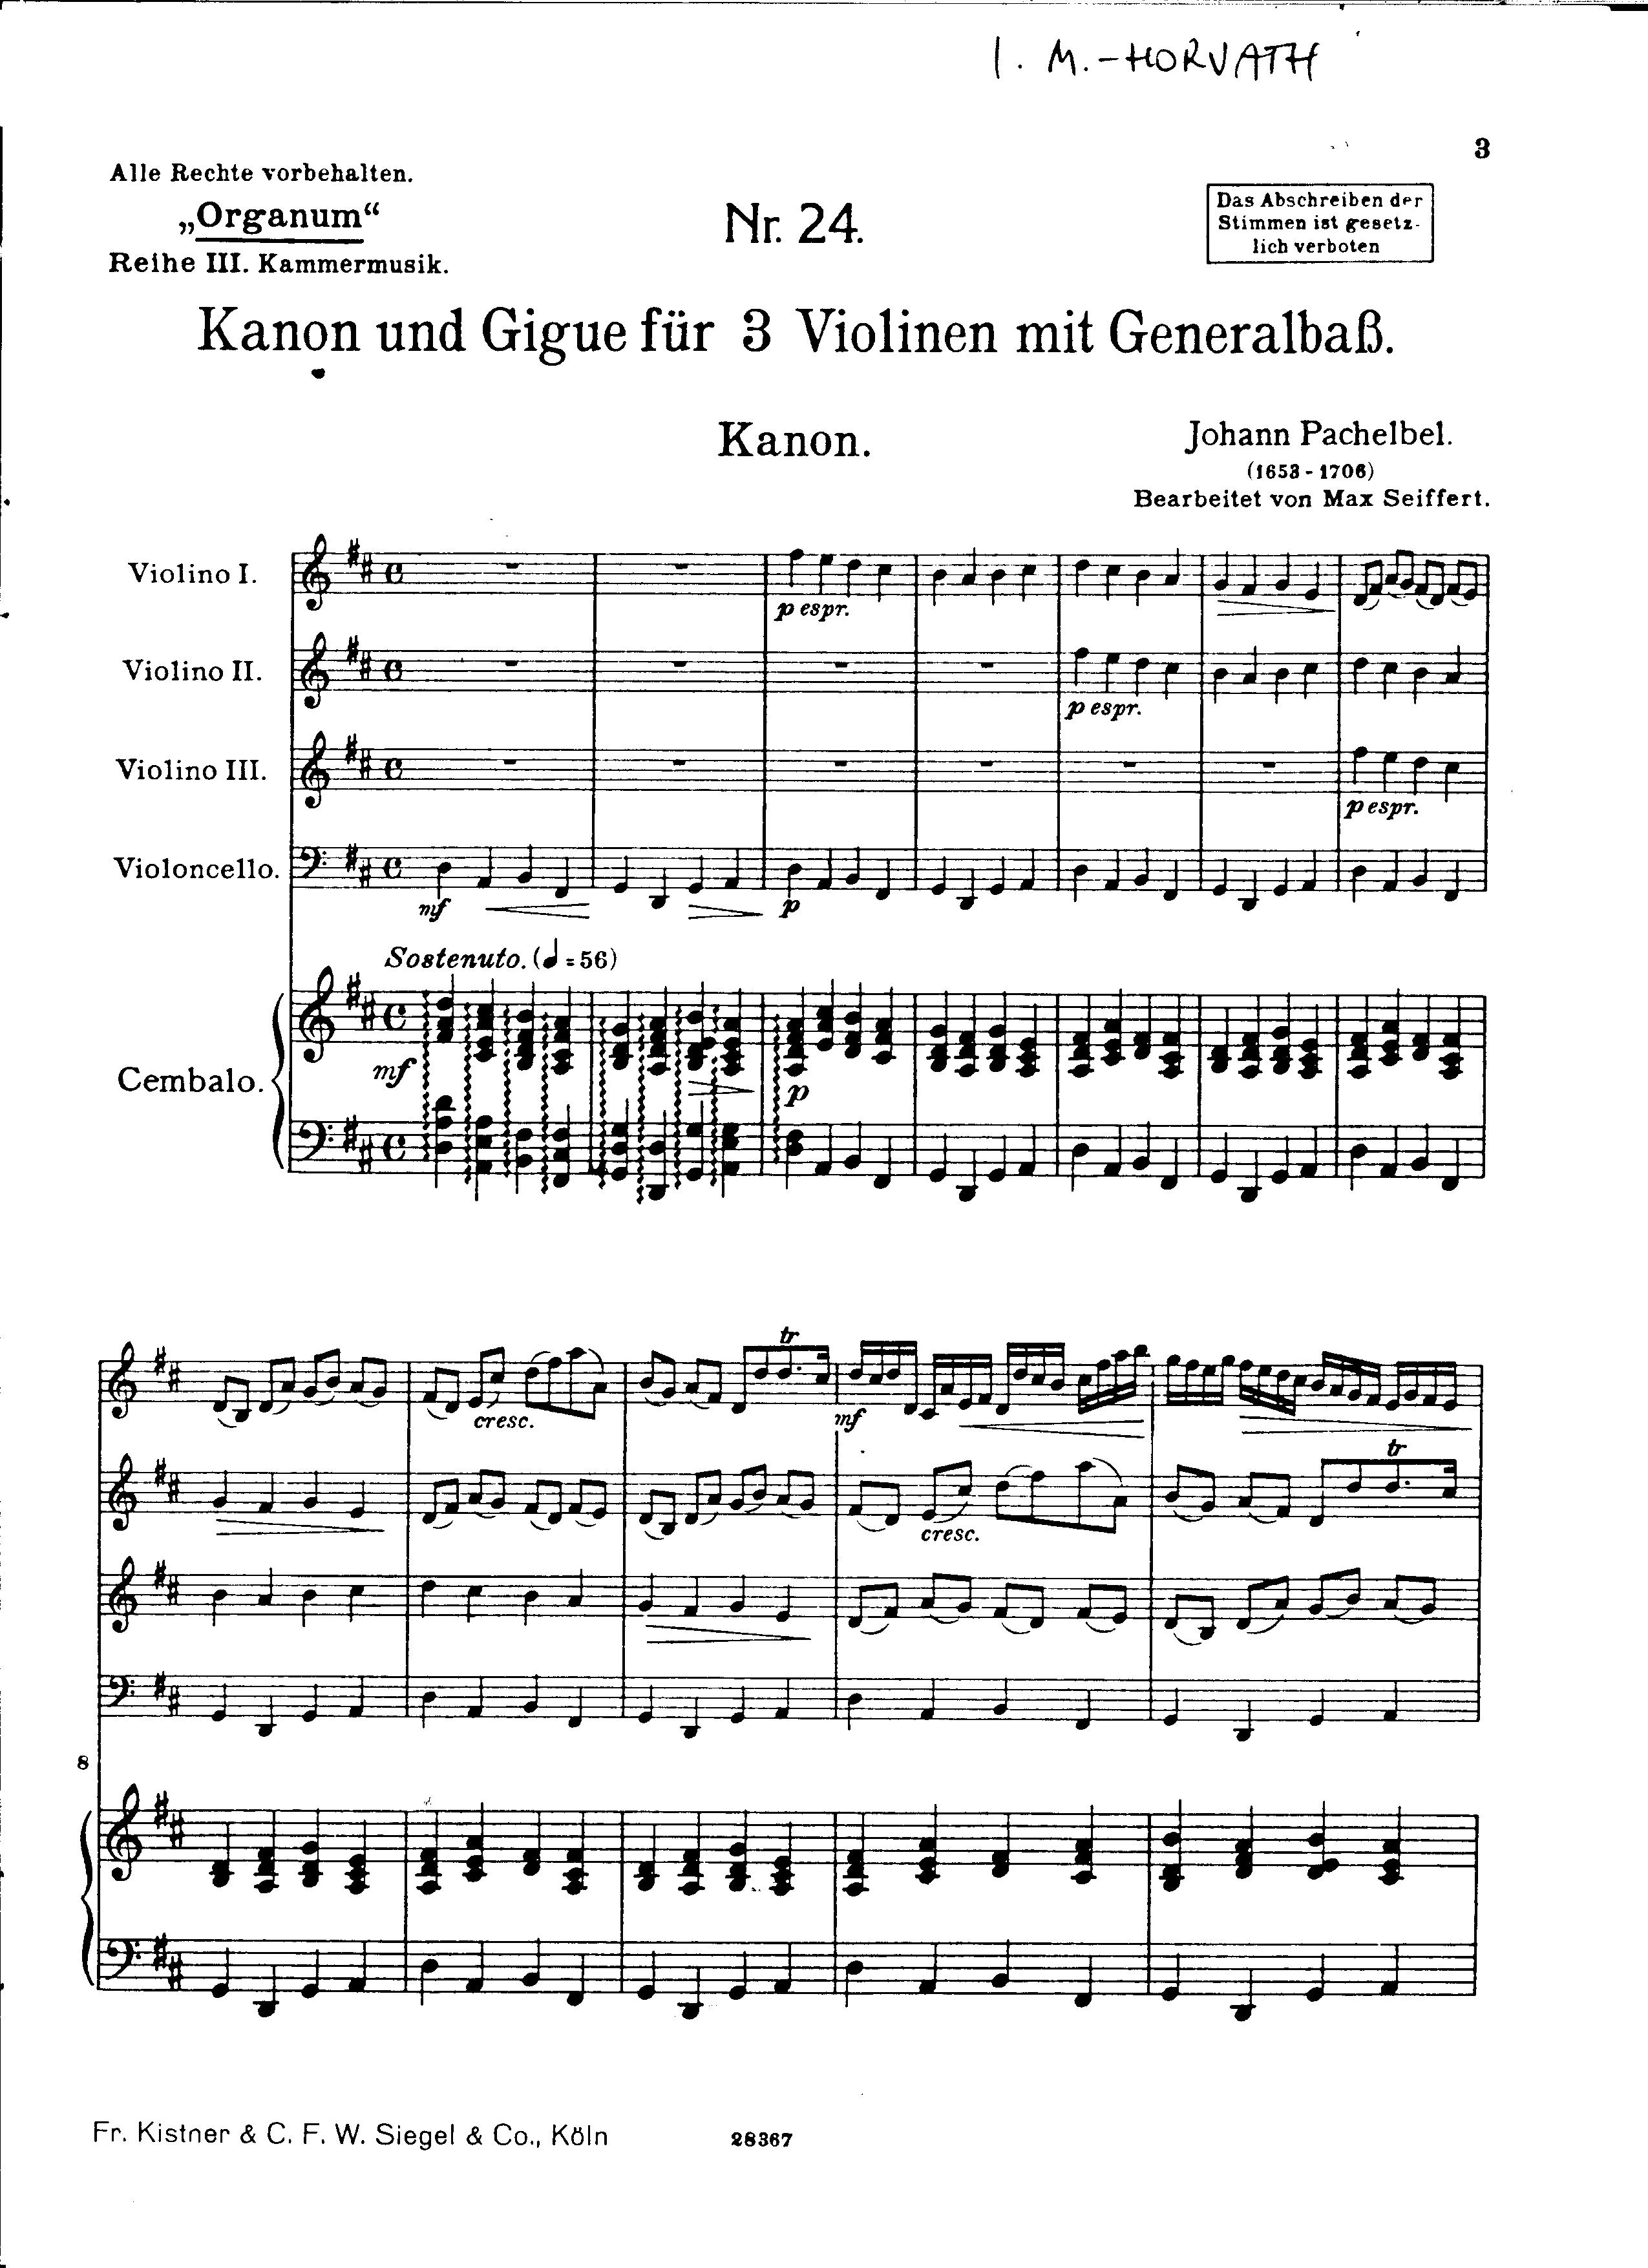 I. M.-HORVATH
3
Alle Rechte vorbehalten.
„Organum“
Reihe III. Kammermusik.
Nr. 24.
Das Abschreiben der
Stimmen ist gesetz-
lich verboten
Kanon und Gigue für 3 Violinen mit Generalbaß.
Kanon.
Johann Pachelbel.
(1653 - 1706)
Bearbeitet von Max Seiffert.
Violino I.
p espr.
Violino II.
p espr.
Violino III.
p espr.
Violoncello.
mf
p
Sostenuto. (♩ = 56)
Cembalo.
mf
p
tr
cresc.
mf
tr
cresc.
8
Fr. Kistner & C. F. W. Siegel & Co., Köln
28367